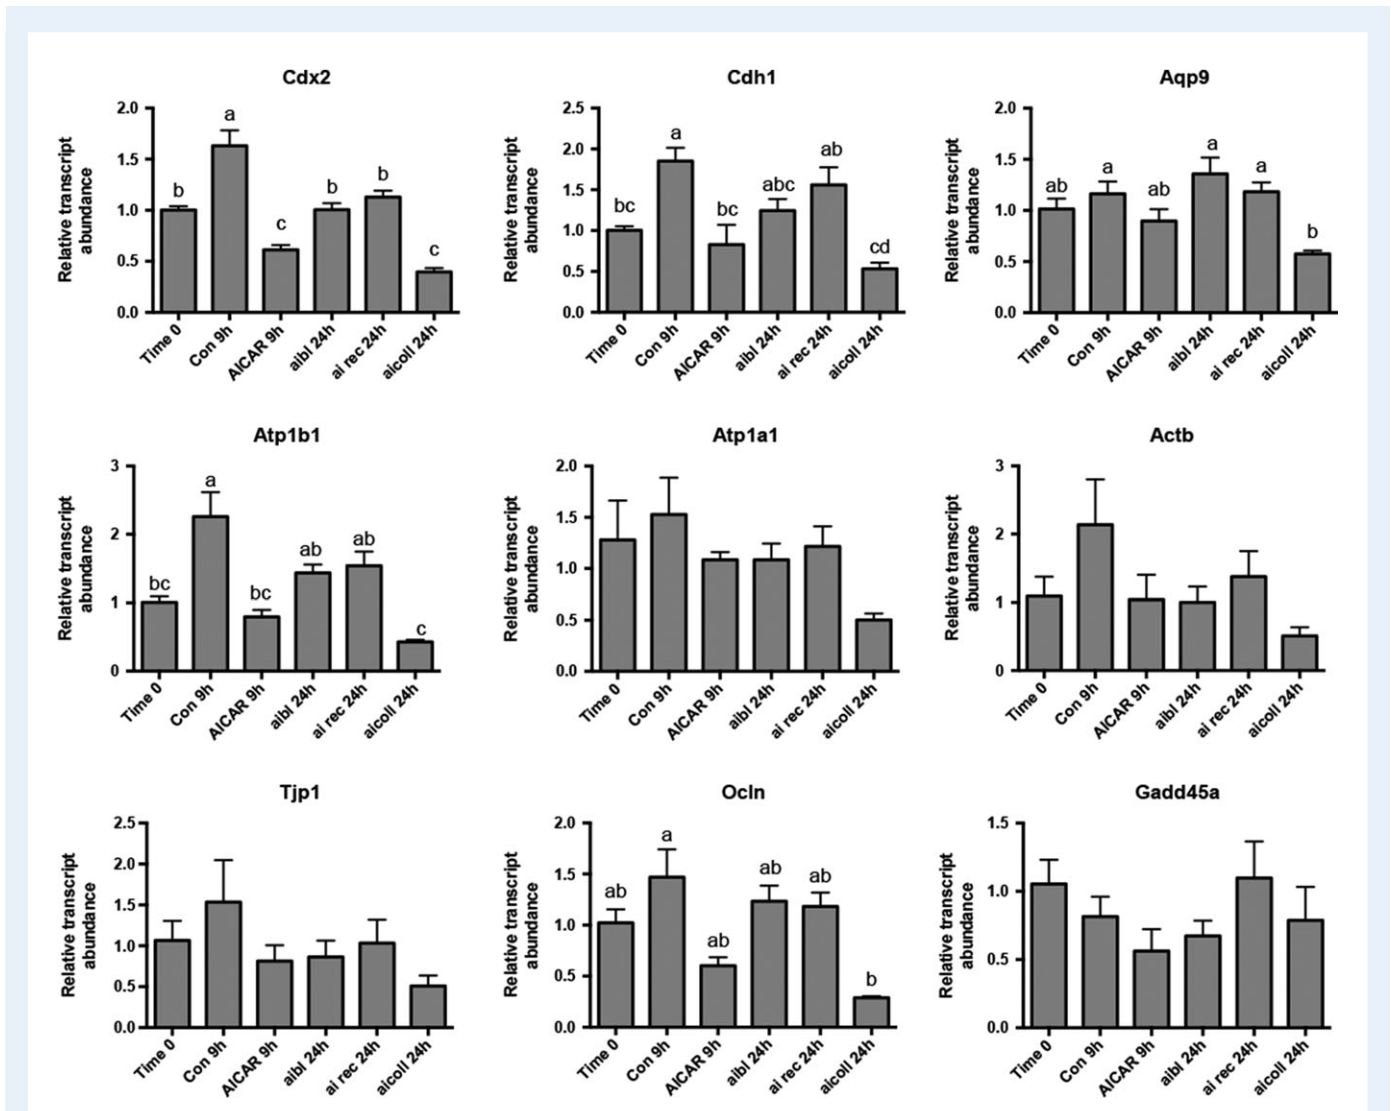 Cdx2
Relative transcript
abundance
2.0
1.5
1.0
0.5
0.0
b
a
c
b
b
c
Time 0
Con 9h
AICAR 9h
aibl 24h
ai rec 24h
aicoll 24h
Cdh1
Relative transcript
abundance
2.5
2.0
1.5
1.0
0.5
0.0
bc
a
bc
abc
ab
cd
Time 0
Con 9h
AICAR 9h
aibl 24h
ai rec 24h
aicoll 24h
Aqp9
Relative transcript
abundance
2.0
1.5
1.0
0.5
0.0
ab
a
ab
a
a
b
Time 0
Con 9h
AICAR 9h
aibl 24h
ai rec 24h
aicoll 24h
Atp1b1
Relative transcript
abundance
3
2
1
0
bc
a
bc
ab
ab
c
Time 0
Con 9h
AICAR 9h
aibl 24h
ai rec 24h
aicoll 24h
Atp1a1
Relative transcript
abundance
2.0
1.5
1.0
0.5
0.0
Time 0
Con 9h
AICAR 9h
aibl 24h
ai rec 24h
aicoll 24h
Actb
Relative transcript
abundance
3
2
1
0
Time 0
Con 9h
AICAR 9h
aibl 24h
ai rec 24h
aicoll 24h
Tjp1
Relative transcript
abundance
2.5
2.0
1.5
1.0
0.5
0.0
Time 0
Con 9h
AICAR 9h
aibl 24h
ai rec 24h
aicoll 24h
Ocln
Relative transcript
abundance
2.0
1.5
1.0
0.5
0.0
ab
a
ab
ab
ab
b
Time 0
Con 9h
AICAR 9h
aibl 24h
ai rec 24h
aicoll 24h
Gadd45a
Relative transcript
abundance
1.5
1.0
0.5
0.0
Time 0
Con 9h
AICAR 9h
aibl 24h
ai rec 24h
aicoll 24h